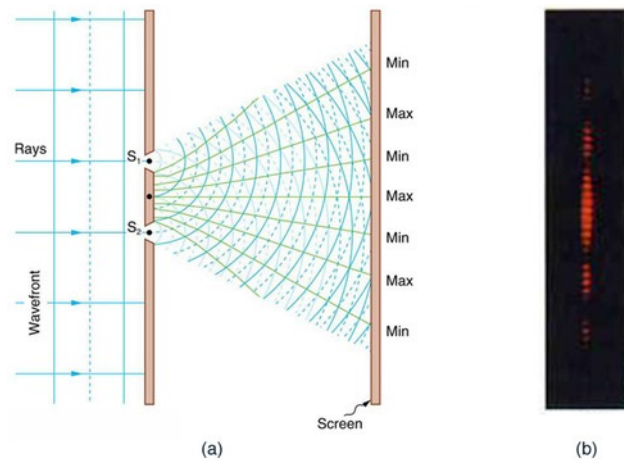 Rays
Wavefront
S1
S2
Min
Max
Min
Max
Min
Max
Min
Screen
(a)
(b)